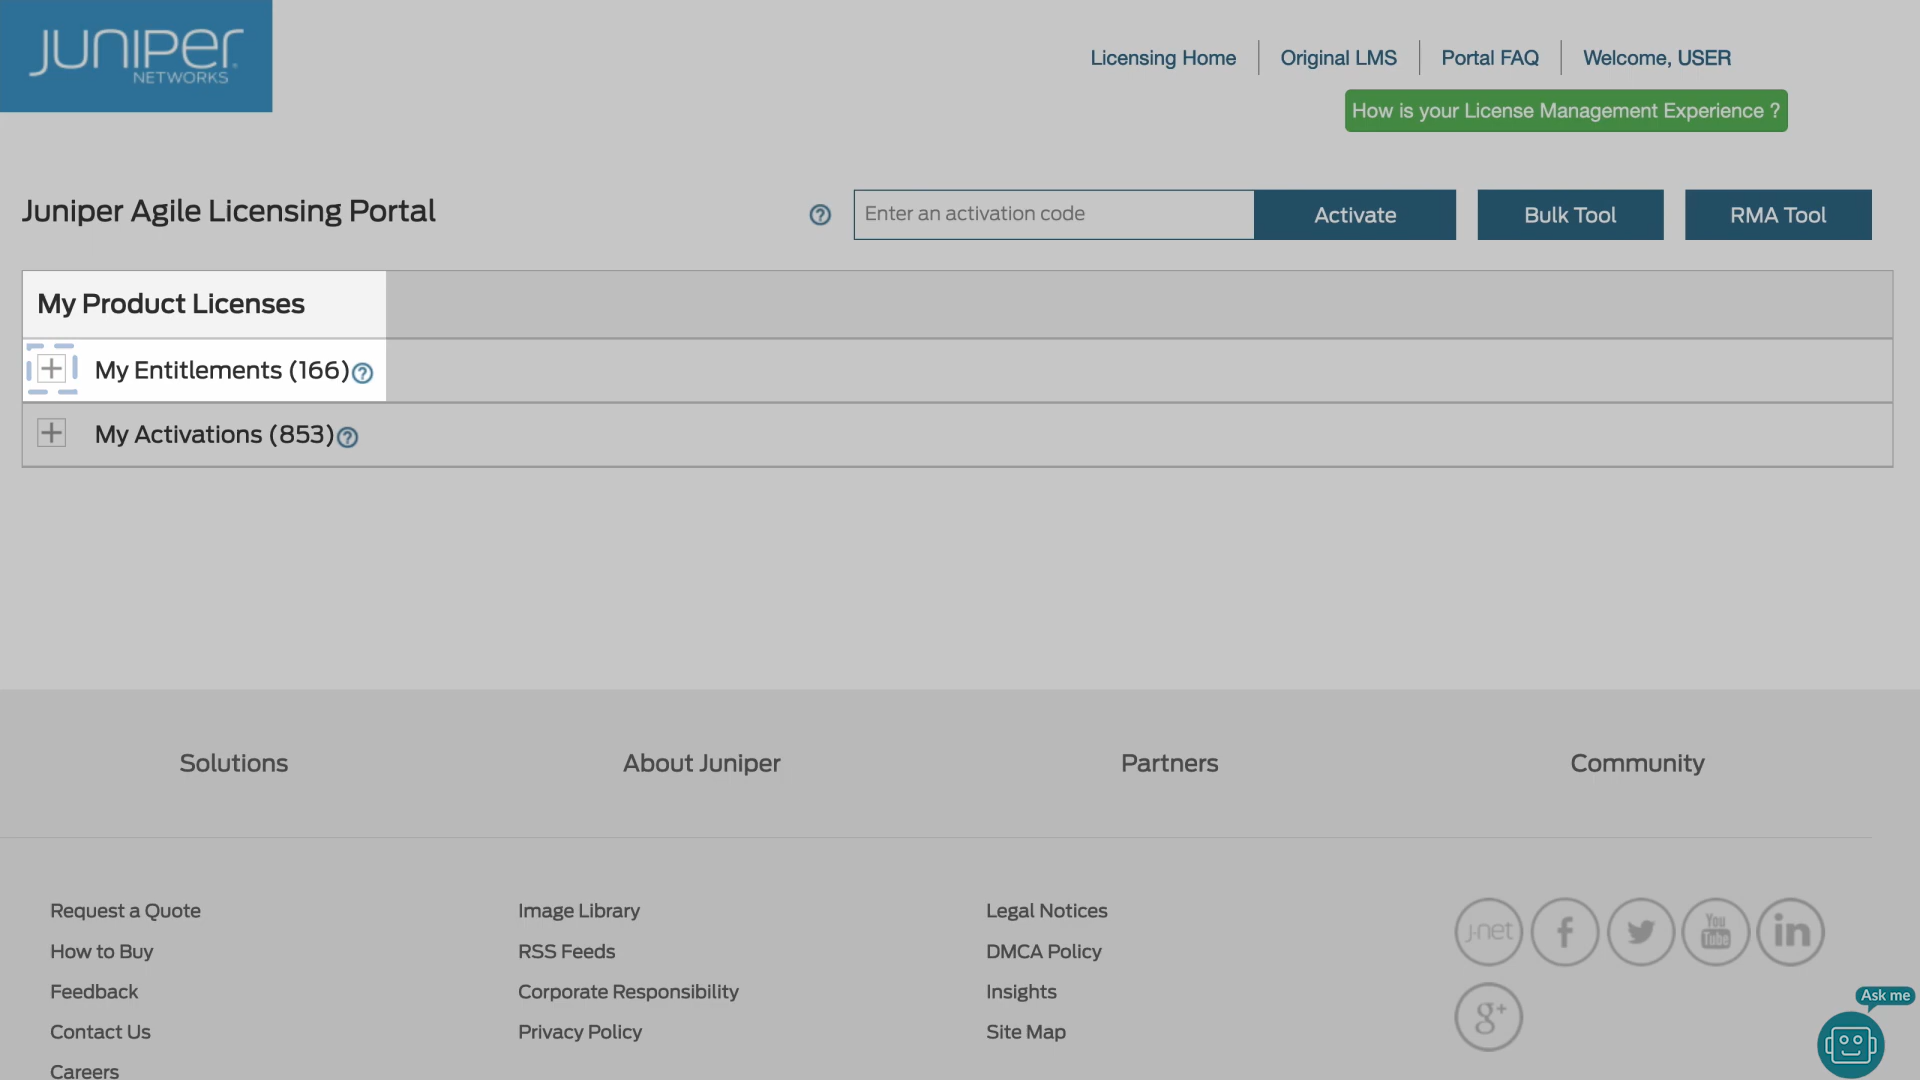 JUNIPER
NETWORKS
Licensing Home
Original LMS
Portal FAQ
Welcome, USER
How is your License Management Experience ?
Juniper Agile Licensing Portal
Enter an activation code
Activate
Bulk Tool
RMA Tool
My Product Licenses
My Entitlements (166)
My Activations (853)
Solutions
About Juniper
Partners
Community
Request a Quote
How to Buy
Feedback
Contact Us
Careers
Image Library
RSS Feeds
Corporate Responsibility
Privacy Policy
Legal Notices
DMCA Policy
Insights
Site Map
j-net
f
You
Tube
in
g+
Ask me